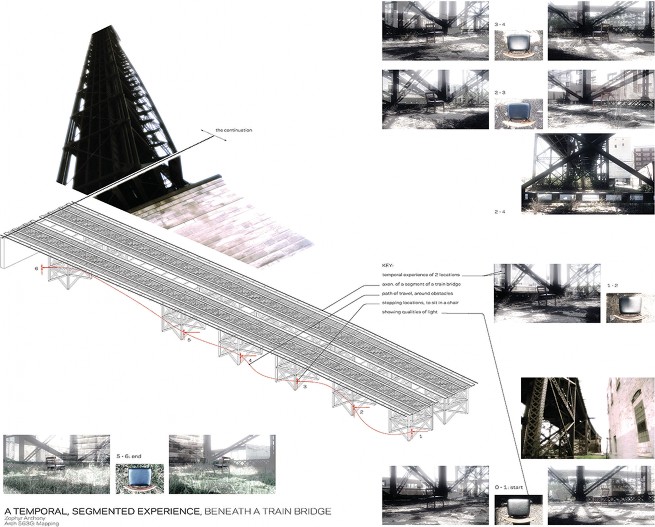 3 - 4
the continuation
2 - 3
2 - 4
KEY:
temporal experience of 2 locations
axon. of a segment of a train bridge
path of travel, around obstacles
stopping locations, to sit in a chair
showing qualities of light
1 - 2
6
5
4
3
2
1
5 - 6: end
0 - 1: start
A TEMPORAL, SEGMENTED EXPERIENCE, BENEATH A TRAIN BRIDGE
Zephyr Anthony
Arch 563G: Mapping